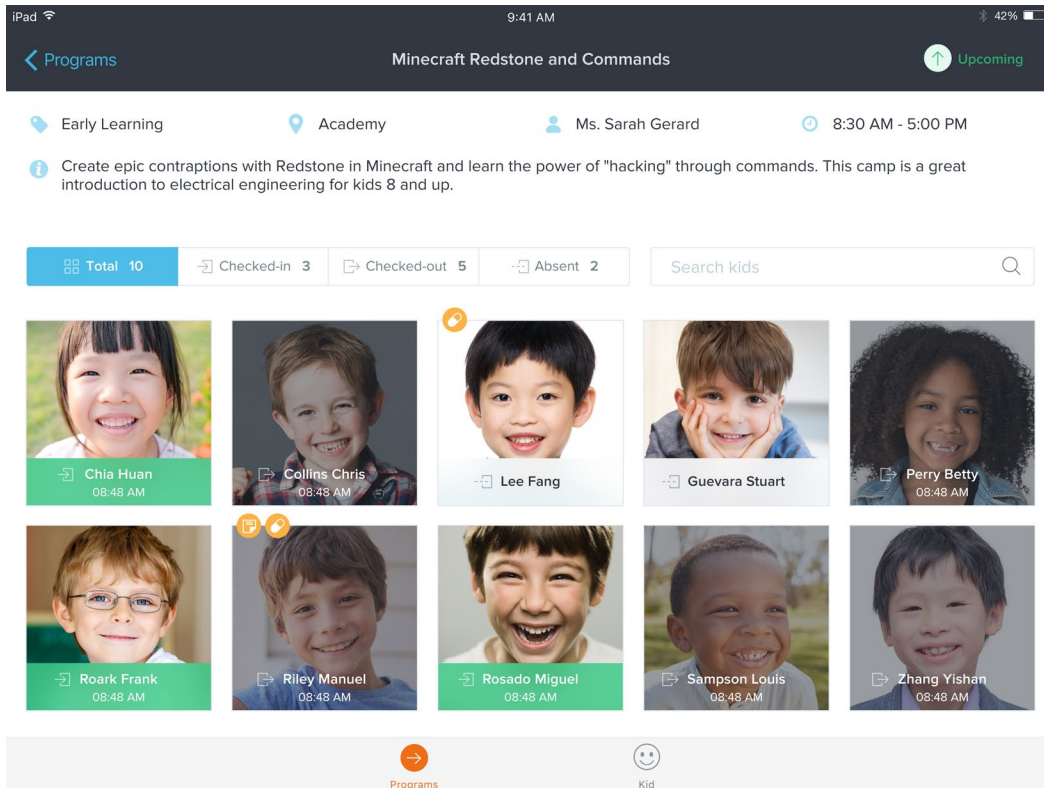 iPad 9:41 AM 42%
Programs Minecraft Redstone and Commands Upcoming
Early Learning Academy Ms. Sarah Gerard 8:30 AM - 5:00 PM
Create epic contraptions with Redstone in Minecraft and learn the power of "hacking" through commands. This camp is a great
introduction to electrical engineering for kids 8 and up.
Total 10 Checked-in 3 Checked-out 5 Absent 2 Search kids
Chia Huan
08:48 AM
Collins Chris
08:48 AM
Lee Fang
Guevara Stuart
Perry Betty
08:48 AM
Roark Frank
08:48 AM
Riley Manuel
08:48 AM
Rosado Miguel
08:48 AM
Sampson Louis
08:48 AM
Zhang Yishan
08:48 AM
Programs Kid